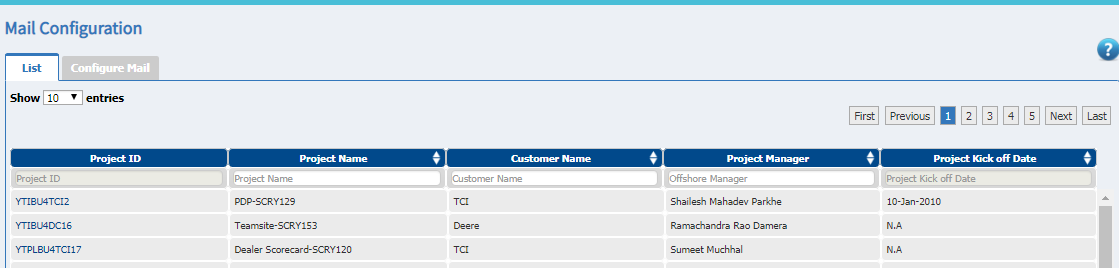 Mail Configuration
?
List Configure Mail
Show 10 entries
First Previous 1 2 3 4 5 Next Last
Project ID Project Name Customer Name Project Manager Project Kick off Date
Project ID Project Name Customer Name Offshore Manager Project Kick off Date
YTIBU4TCI2 PDP-SCRY129 TCI Shailesh Mahadev Parkhe 10-Jan-2010
YTIBU4DC16 Teamsite-SCRY153 Deere Ramachandra Rao Damera N.A
YTPLBU4TCI17 Dealer Scorecard-SCRY120 TCI Sumeet Muchhal N.A